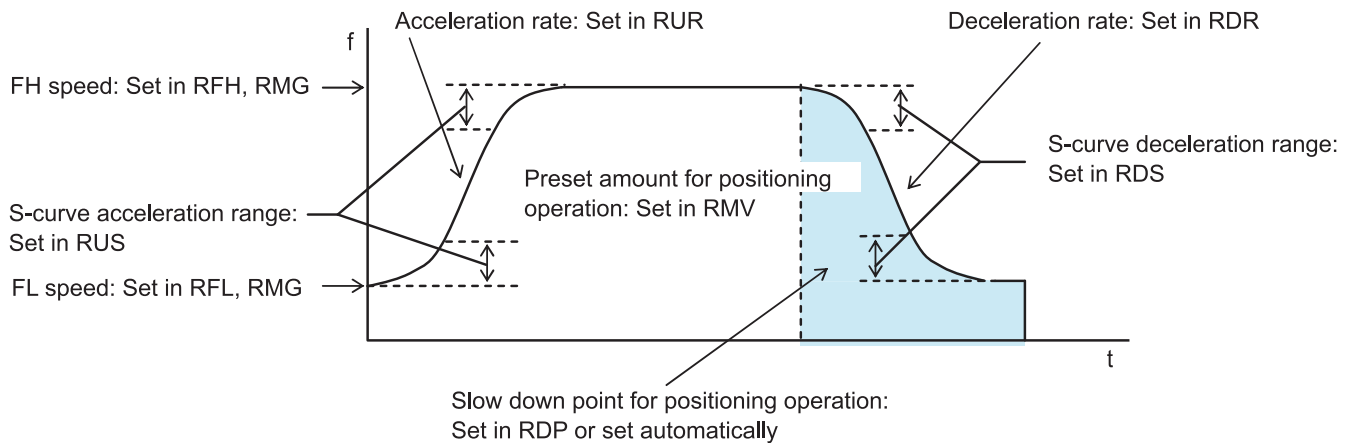 Acceleration rate: Set in RUR
Deceleration rate: Set in RDR
f
FH speed: Set in RFH, RMG
S-curve deceleration range:
Set in RDS
Preset amount for positioning
operation: Set in RMV
S-curve acceleration range:
Set in RUS
FL speed: Set in RFL, RMG
t
Slow down point for positioning operation:
Set in RDP or set automatically